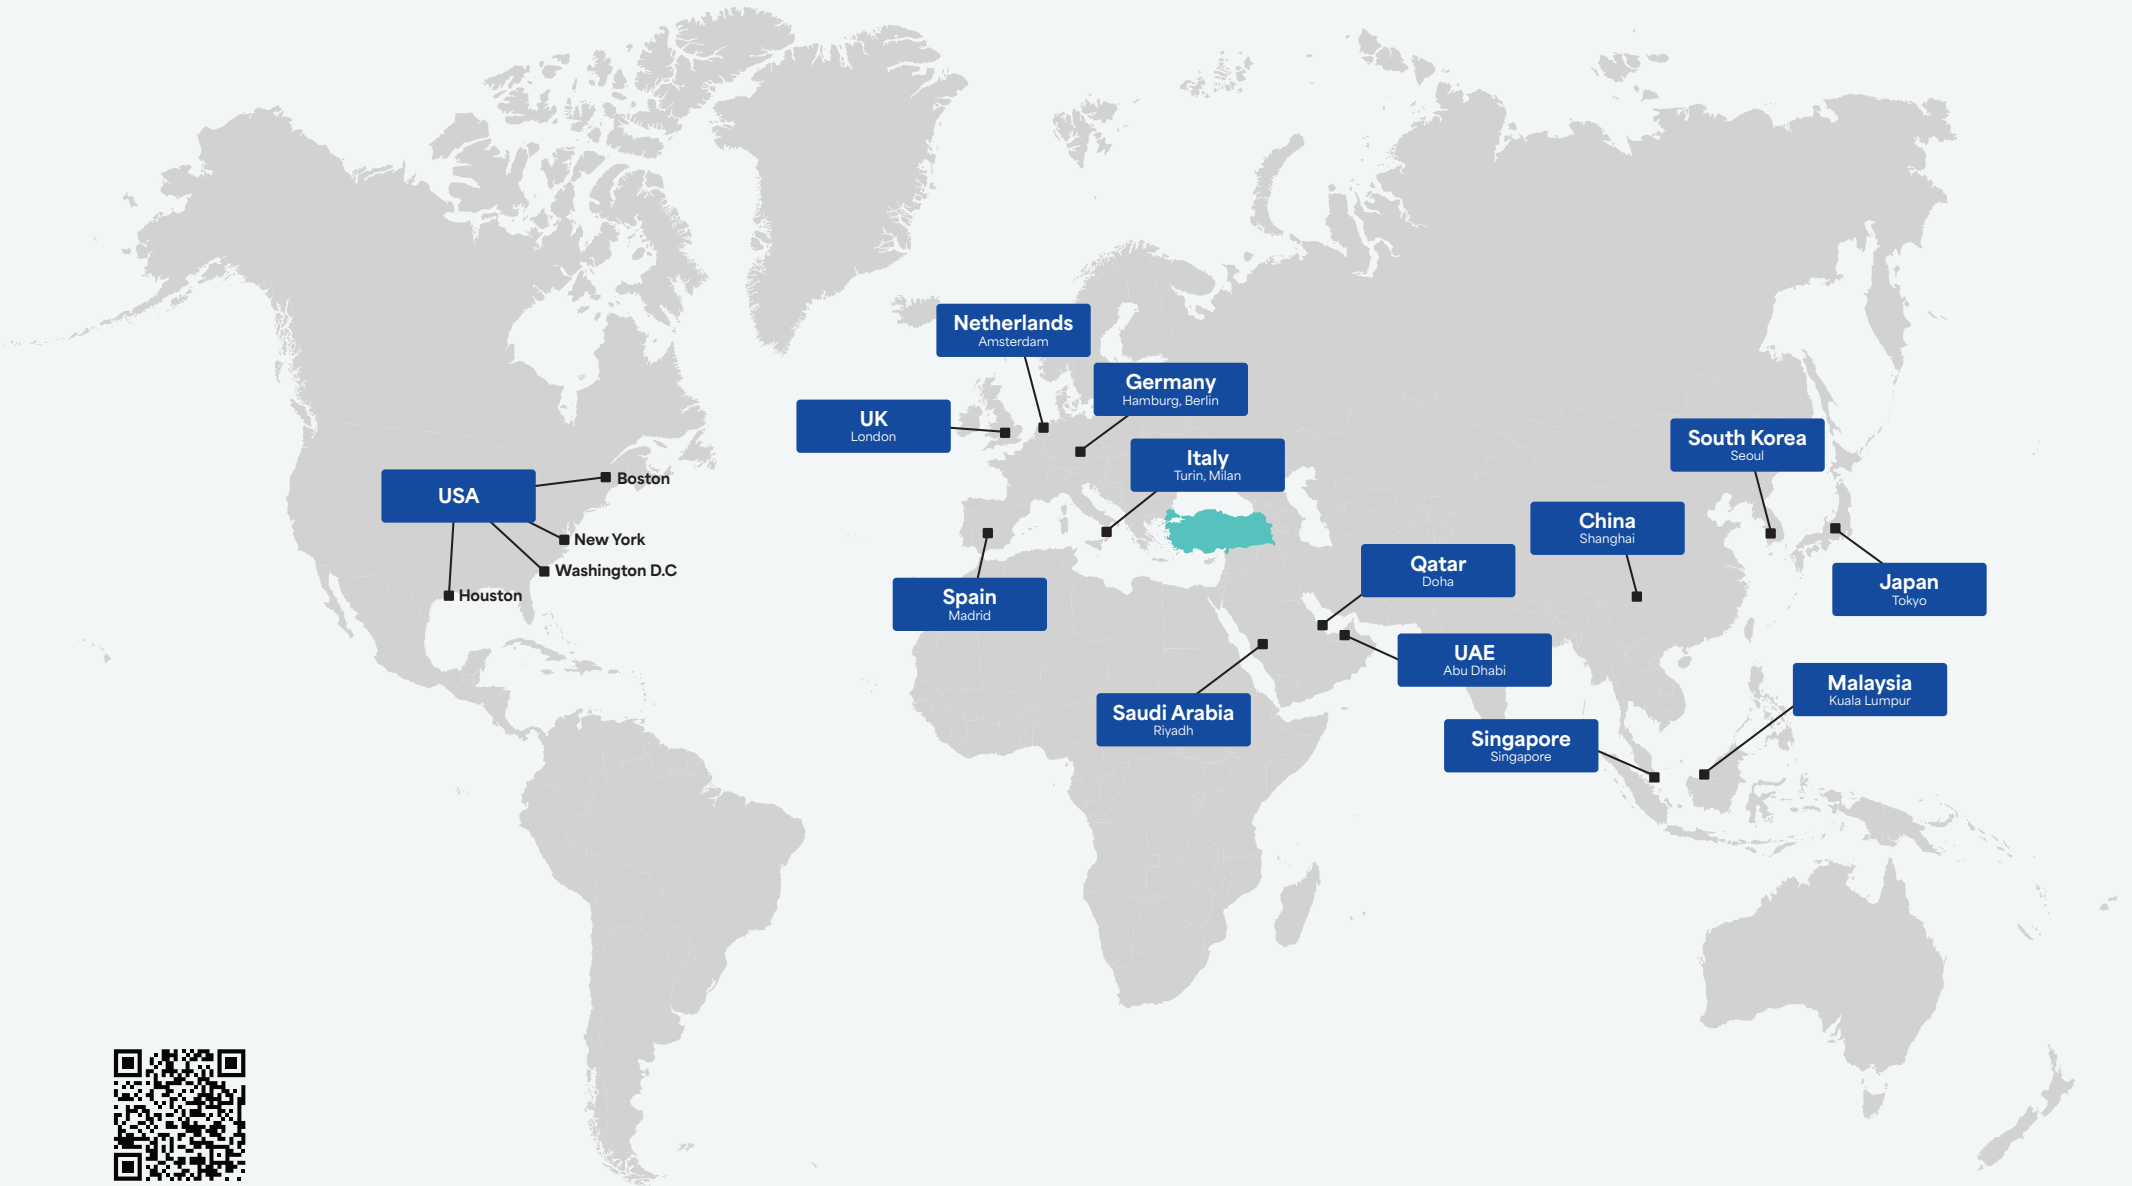 Netherlands
Amsterdam
Germany
Hamburg, Berlin
UK
London
Italy
Turin, Milan
South Korea
Seoul
USA
Boston
New York
Washington D.C
Houston
China
Shanghai
Qatar
Doha
Japan
Tokyo
Spain
Madrid
UAE
Abu Dhabi
Malaysia
Kuala Lumpur
Saudi Arabia
Riyadh
Singapore
Singapore